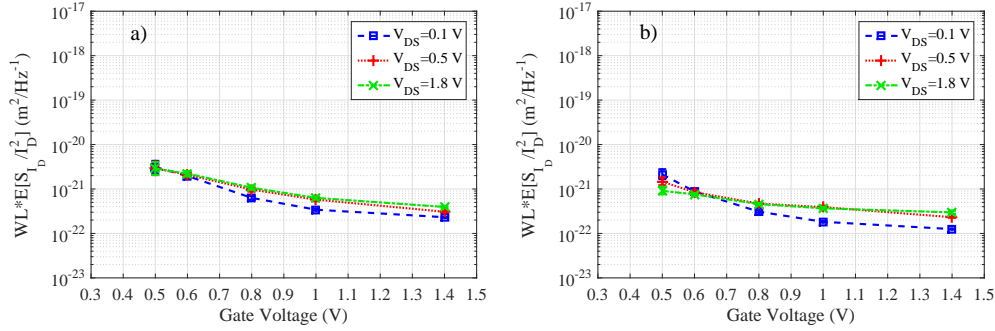 a)
V_DS=0.1 V
V_DS=0.5 V
V_DS=1.8 V
10^-17
10^-18
10^-19
10^-20
10^-21
10^-22
10^-23
WL*E[S_I_D/I_D^2] (m^2/Hz^-1)
0.3 0.4 0.5 0.6 0.7 0.8 0.9 1 1.1 1.2 1.3 1.4 1.5
Gate Voltage (V)
b)
V_DS=0.1 V
V_DS=0.5 V
V_DS=1.8 V
10^-17
10^-18
10^-19
10^-20
10^-21
10^-22
10^-23
WL*E[S_I_D/I_D^2] (m^2/Hz^-1)
0.3 0.4 0.5 0.6 0.7 0.8 0.9 1 1.1 1.2 1.3 1.4 1.5
Gate Voltage (V)